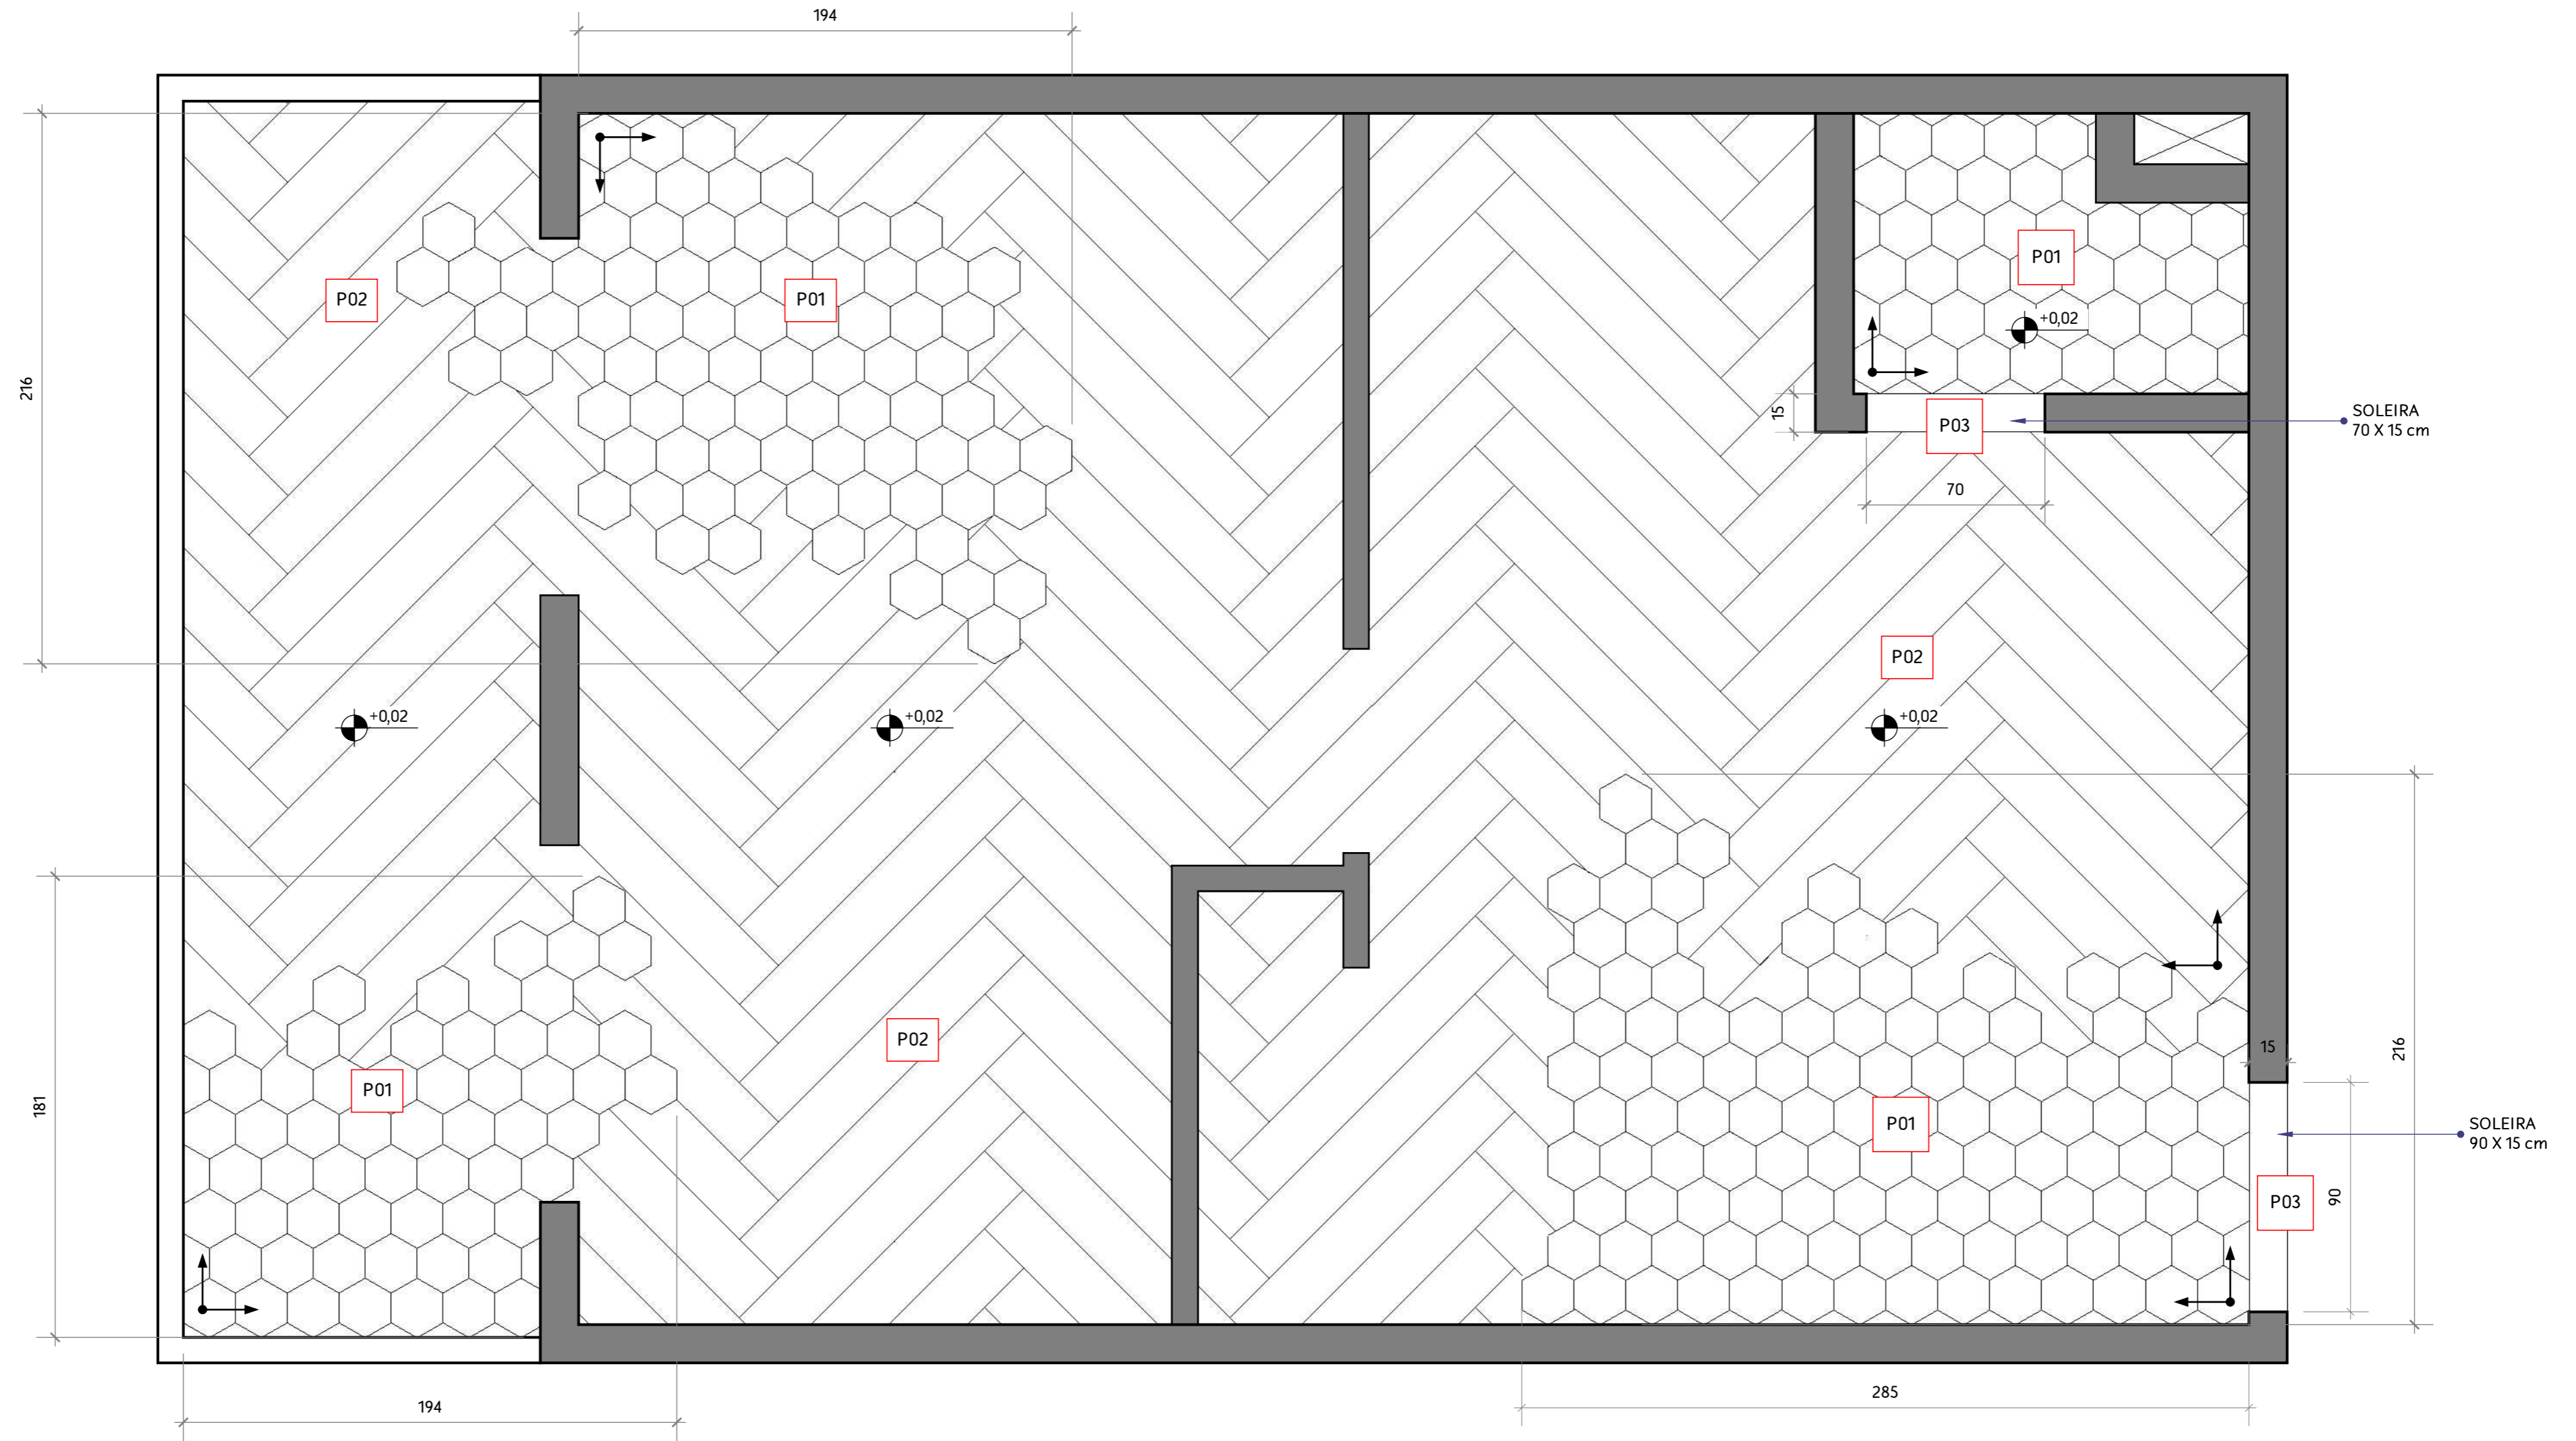 194
P01
P02
P01
+0,02
216
15
P03
SOLEIRA
70 X 15 cm
70
P02
+0,02
+0,02
+0,02
P02
15
216
P01
181
P01
SOLEIRA
90 X 15 cm
90
P03
285
194